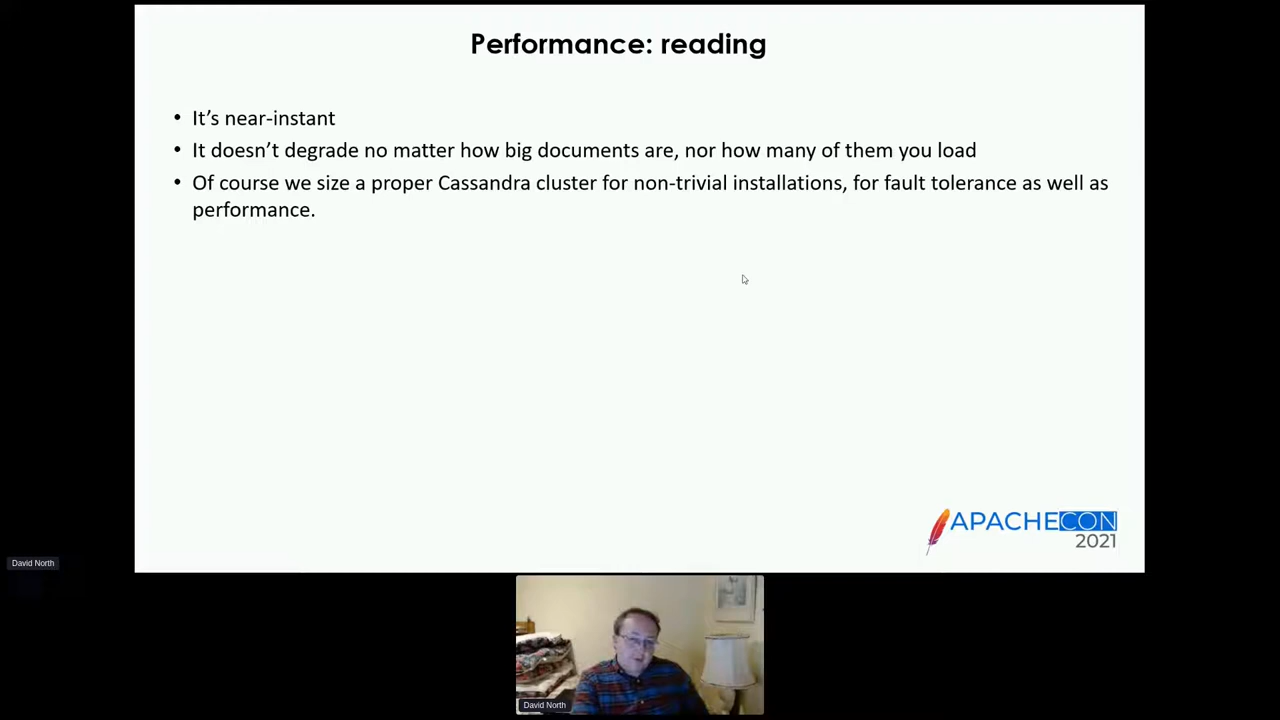 Performance: reading
• It’s near-instant
• It doesn’t degrade no matter how big documents are, nor how many of them you load
• Of course we size a proper Cassandra cluster for non-trivial installations, for fault tolerance as well as
performance.
APACHECON
2021
David North
David North